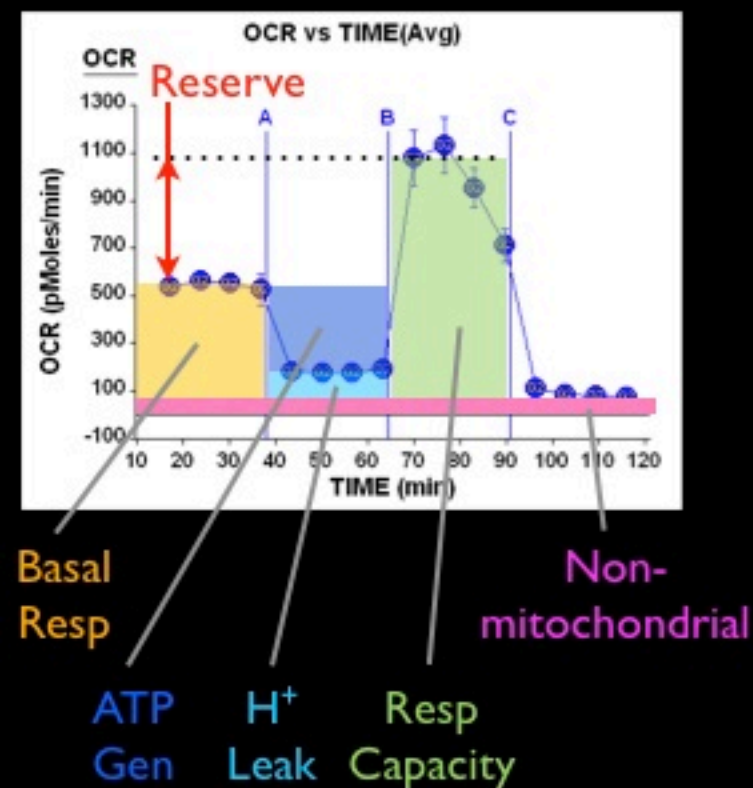 OCR vs TIME(Avg)
OCR
Reserve
1300
1100
900
700
500
300
100
-100
OCR (pMoles/min)
A
B
C
10 20 30 40 50 60 70 80 90 100 110 120
TIME (min)
Basal
Resp
Non-
mitochondrial
ATP
Gen
H⁺
Leak
Resp
Capacity